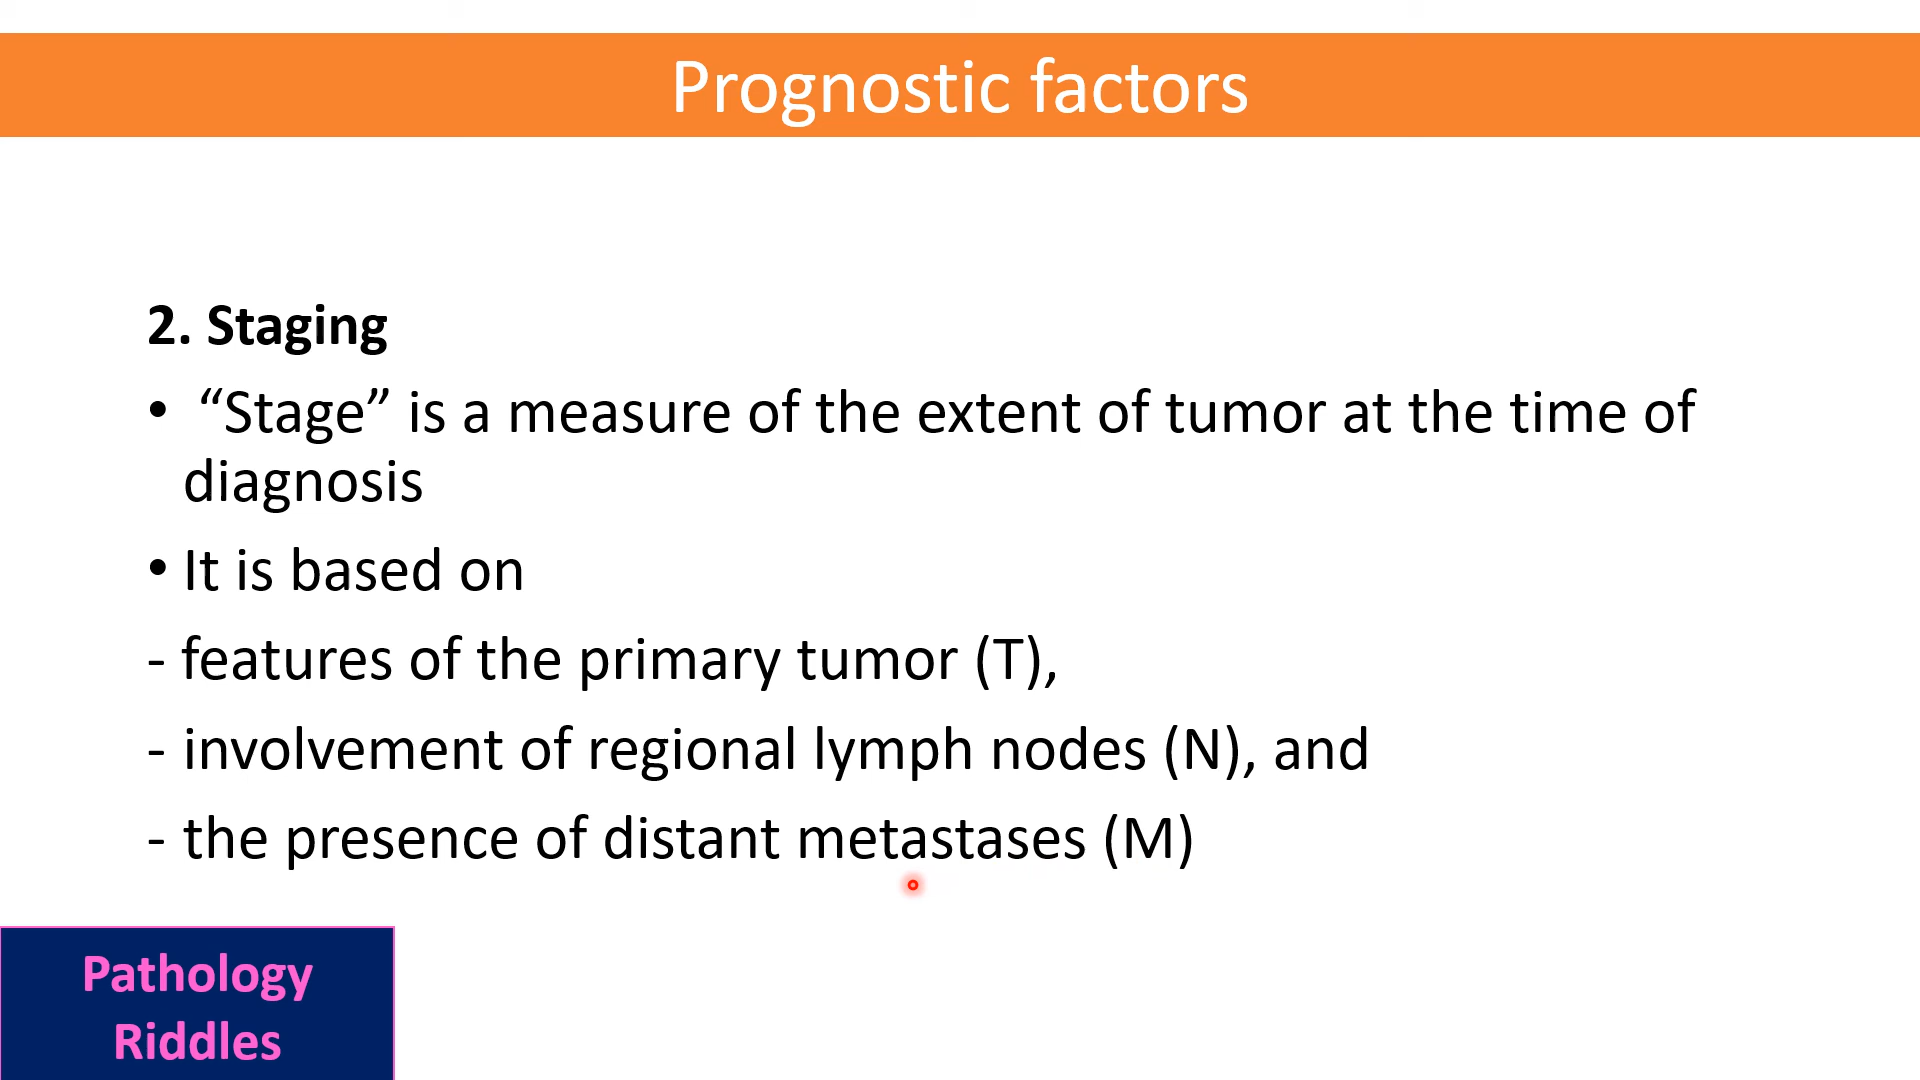 Prognostic factors
2. Staging
• “Stage” is a measure of the extent of tumor at the time of
diagnosis
• It is based on
- features of the primary tumor (T),
- involvement of regional lymph nodes (N), and
- the presence of distant metastases (M)
Pathology
Riddles